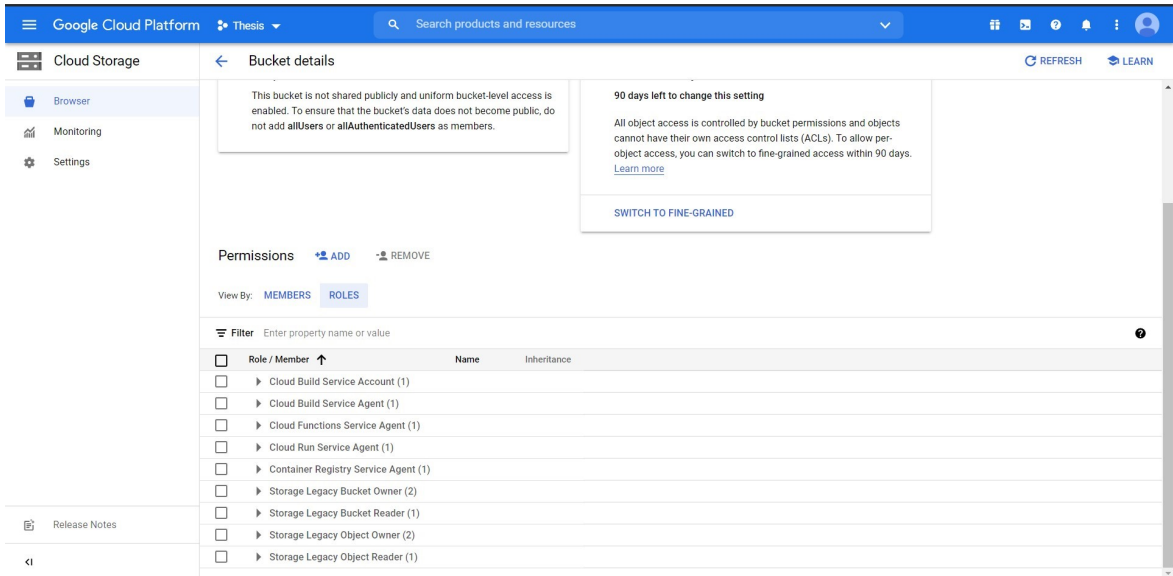 Google Cloud Platform
Thesis
Search products and resources
Cloud Storage
Bucket details
REFRESH
LEARN
Browser
Monitoring
Settings
This bucket is not shared publicly and uniform bucket-level access is
enabled. To ensure that the bucket's data does not become public, do
not add allUsers or allAuthenticatedUsers as members.
90 days left to change this setting
All object access is controlled by bucket permissions and objects
cannot have their own access control lists (ACLs). To allow per-
object access, you can switch to fine-grained access within 90 days.
Learn more
SWITCH TO FINE-GRAINED
Permissions
ADD
REMOVE
View By: MEMBERS ROLES
Filter Enter property name or value
Role / Member Name Inheritance
Cloud Build Service Account (1)
Cloud Build Service Agent (1)
Cloud Functions Service Agent (1)
Cloud Run Service Agent (1)
Container Registry Service Agent (1)
Storage Legacy Bucket Owner (2)
Storage Legacy Bucket Reader (1)
Storage Legacy Object Owner (2)
Storage Legacy Object Reader (1)
Release Notes